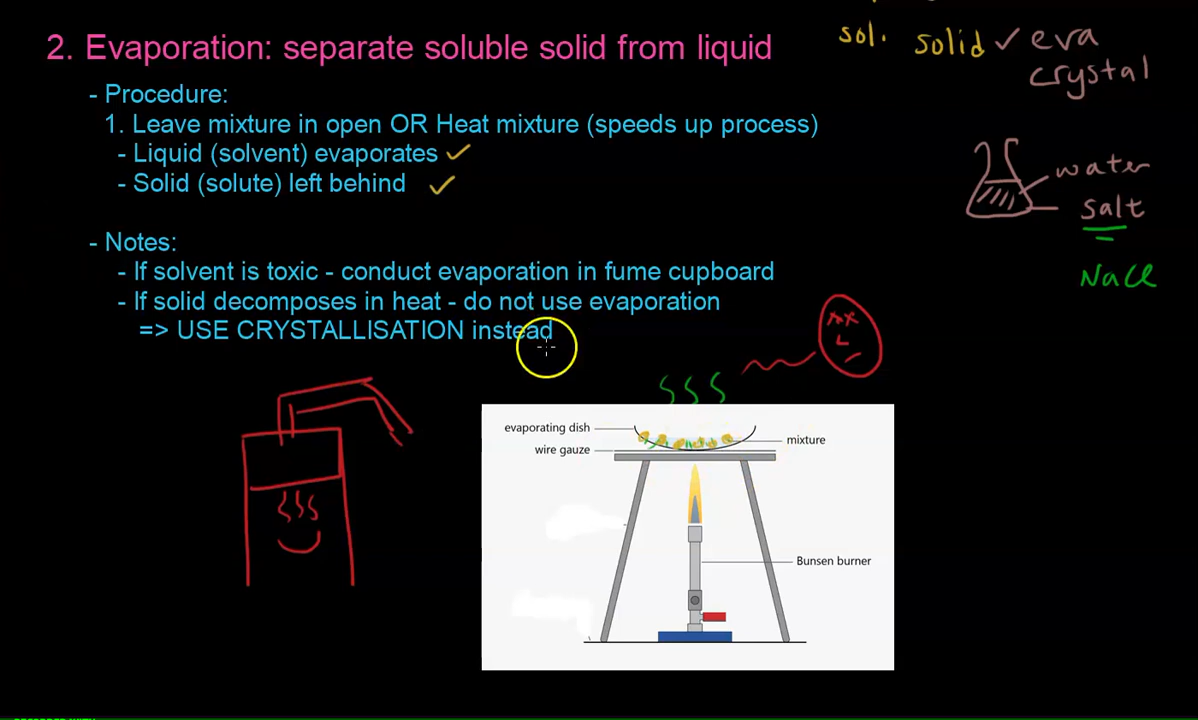 2. Evaporation: separate soluble solid from liquid
sol. solid ✓ eva
crystal
- Procedure:
1. Leave mixture in open OR Heat mixture (speeds up process)
- Liquid (solvent) evaporates ✓
- Solid (solute) left behind ✓
water
salt
NaCl
- Notes:
- If solvent is toxic - conduct evaporation in fume cupboard
- If solid decomposes in heat - do not use evaporation
=> USE CRYSTALLISATION instead
evaporating dish
mixture
wire gauze
Bunsen burner